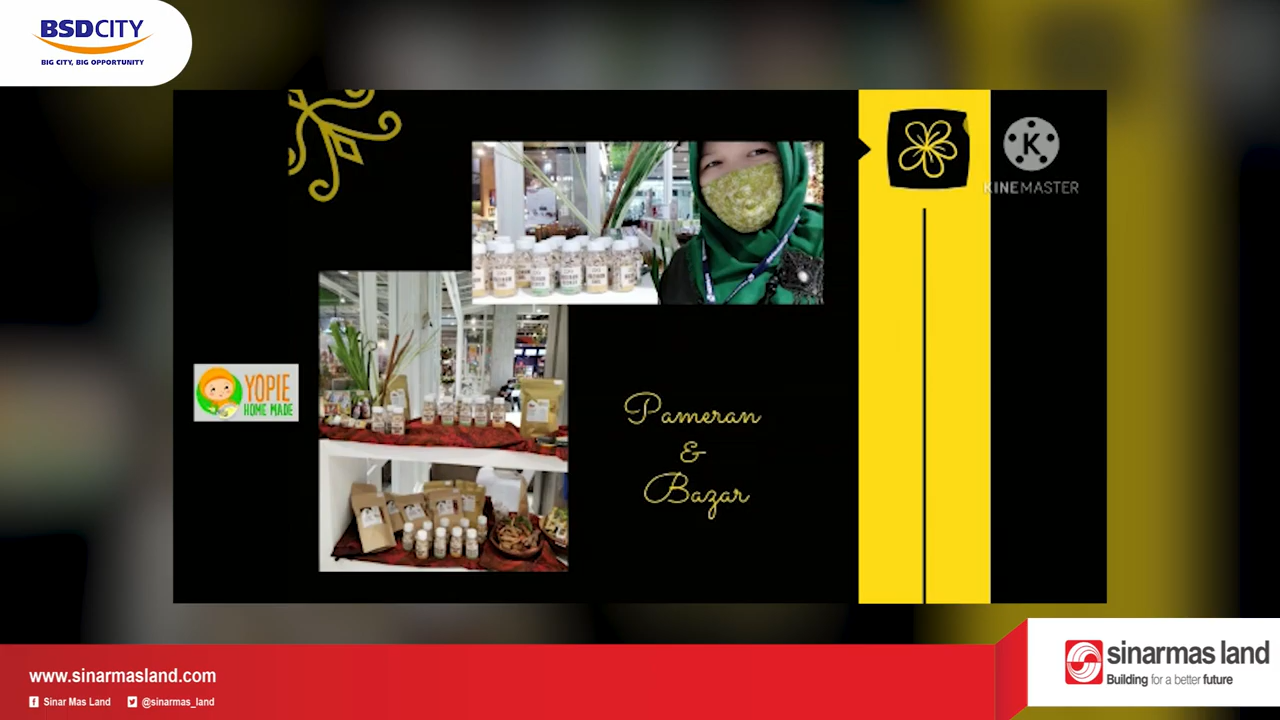 BSDCITY
BIG CITY, BIG OPPORTUNITY
K
KINEMASTER
YOPIE
HOME MADE
Pameran
&
Bazar
www.sinarmasland.com
Sinar Mas Land @sinarmas_land
sinarmas land
Building for a better future